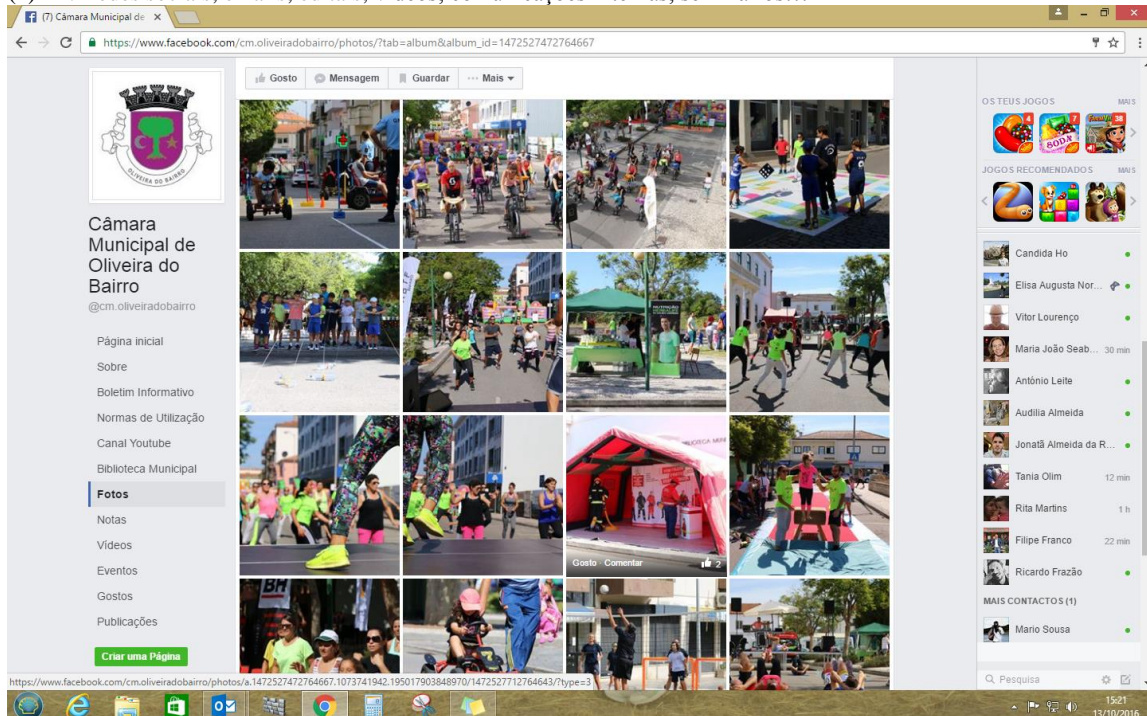 (7) Câmara Municipal de
https://www.facebook.com/cm.oliveiradobairro/photos/?tab=album&album_id=1472527472764667
Gosto
Mensagem
Guardar
Mais
OLIVEIRA DO BAIRRO
Câmara
Municipal de
Oliveira do
Bairro
@cm.oliveiradobairro
Página inicial
Sobre
Boletim Informativo
Normas de Utilização
Canal Youtube
Biblioteca Municipal
Fotos
Notas
Vídeos
Eventos
Gostos
Publicações
Criar uma Página
Gosto · Comentar
2
OS TEUS JOGOS
MAIS
4
7
38
SODA
JOGOS RECOMENDADOS
MAIS
Candida Ho
Elisa Augusta Nor...
Vitor Lourenço
Maria João Seab... 30 min
António Leite
Audilia Almeida
Jonatã Almeida da R...
Tania Olim 12 min
Rita Martins 1 h
Filipe Franco 22 min
Ricardo Frazão
MAIS CONTACTOS (1)
Mario Sousa
Pesquisa
https://www.facebook.com/cm.oliveiradobairro/photos/a.1472527472764667.1073741942.195017903848970/1472527712764643/?type=3
15:21
13/10/2016